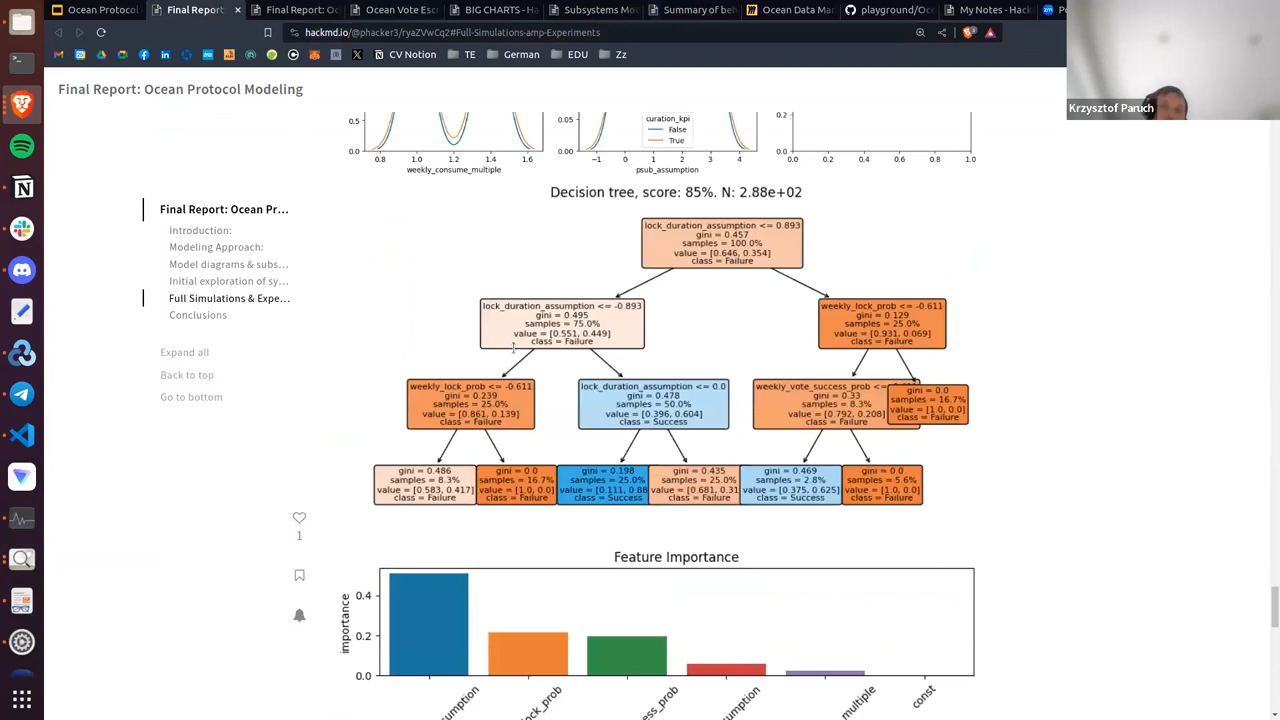 Ocean Protocol
Final Report:
Final Report: Oc
Ocean Vote Escr
BIG CHARTS - Ha
Subsystems Mo
Summary of beh
Ocean Data Mar
playground/Oce
My Notes - Hack
hackmd.io/@phacker3/ryaZVwCq2#Full-Simulations-amp-Experiments
CV Notion
TE
German
EDU
Zz
Krzysztof Paruch
Final Report: Ocean Protocol Modeling
Final Report: Ocean Pr...
Introduction:
Modeling Approach:
Model diagrams & subs...
Initial exploration of sy...
Full Simulations & Expe...
Conclusions
Expand all
Back to top
Go to bottom
1
0.5
0.8 1.0 1.2 1.4 1.6
weekly_consume_multiple
0.05
0.00
curation_kpi
False
True
−1 0 1 2 3 4
psub_assumption
0.2
0.0
0.0 0.2 0.4 0.6 0.8 1.0
Decision tree, score: 85%. N: 2.88e+02
lock_duration_assumption <= 0.893
gini = 0.457
samples = 100.0%
value = [0.646, 0.354]
class = Failure
lock_duration_assumption <= -0.893
gini = 0.495
samples = 75.0%
value = [0.551, 0.449]
class = Failure
weekly_lock_prob <= -0.611
gini = 0.129
samples = 25.0%
value = [0.931, 0.069]
class = Failure
weekly_lock_prob <= -0.611
gini = 0.239
samples = 25.0%
value = [0.861, 0.139]
class = Failure
lock_duration_assumption <= 0.0
gini = 0.478
samples = 50.0%
value = [0.396, 0.604]
class = Success
weekly_vote_success_prob <=
gini = 0.33
samples = 8.3%
value = [0.792, 0.208]
class = Failure
gini = 0.0
samples = 16.7%
value = [1.0, 0.0]
class = Failure
gini = 0.486
samples = 8.3%
value = [0.583, 0.417]
class = Failure
gini = 0.0
samples = 16.7%
value = [1.0, 0.0]
class = Failure
gini = 0.198
samples = 25.0%
value = [0.111, 0.88
class = Success
gini = 0.435
samples = 25.0%
value = [0.681, 0.31
class = Failure
gini = 0.469
samples = 2.8%
value = [0.375, 0.625]
class = Success
gini = 0.0
samples = 5.6%
value = [1.0, 0.0]
class = Failure
Feature Importance
importance
0.4
0.2
0.0
umption
ock_prob
ess_prob
umption
multiple
const